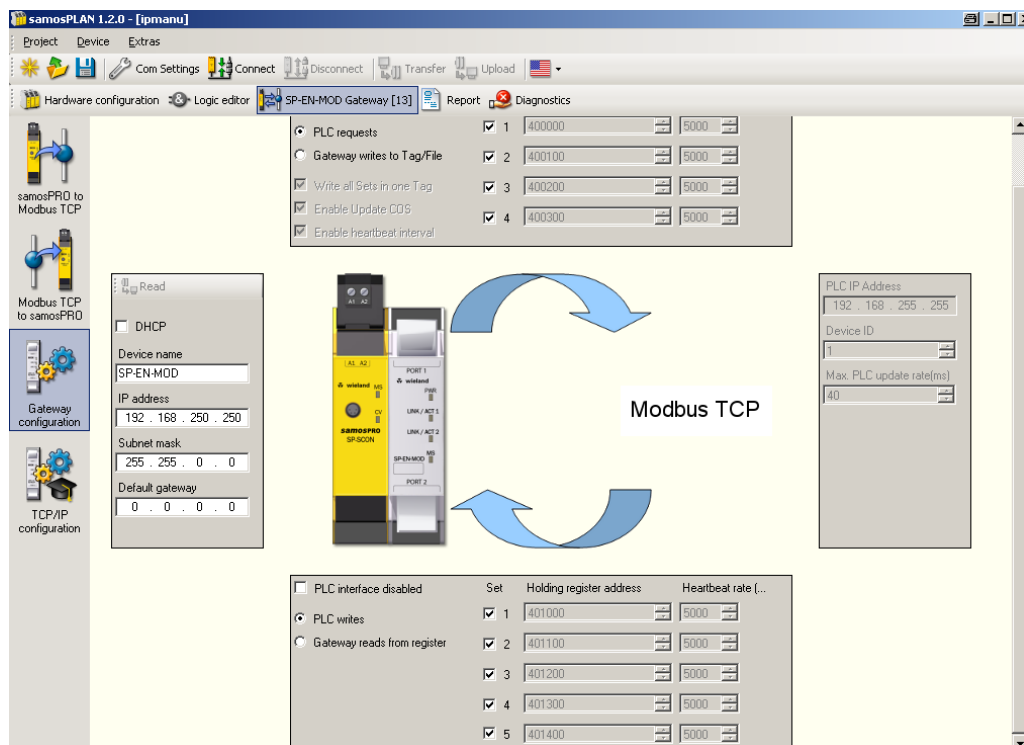 samosPLAN 1.2.0 - [ipmanu]
Project Device Extras
Com Settings Connect Disconnect Transfer Upload
Hardware configuration Logic editor SP-EN-MOD Gateway [13] Report Diagnostics
samosPRO to
Modbus TCP
Modbus TCP
to samosPRO
Gateway
configuration
TCP/IP
configuration
PLC requests
Gateway writes to Tag/File
Write all Sets in one Tag
Enable Update COS
Enable heartbeat interval
1 400000 5000
2 400100 5000
3 400200 5000
4 400300 5000
Read
DHCP
Device name
SP-EN-MOD
IP address
192 . 168 . 250 . 250
Subnet mask
255 . 255 . 0 . 0
Default gateway
0 . 0 . 0 . 0
A1 A2
A1 A2
wieland
MS
CV
samosPRO
SP-SCON
PORT 1
wieland
PWR
LINK / ACT 1
LINK / ACT 2
MS
SP-EN-MOD
PORT 2
Modbus TCP
PLC IP Address
192 . 168 . 255 . 255
Device ID
1
Max. PLC update rate(ms)
40
PLC interface disabled
PLC writes
Gateway reads from register
Set Holding register address Heartbeat rate (...
1 401000 5000
2 401100 5000
3 401200 5000
4 401300 5000
5 401400 5000